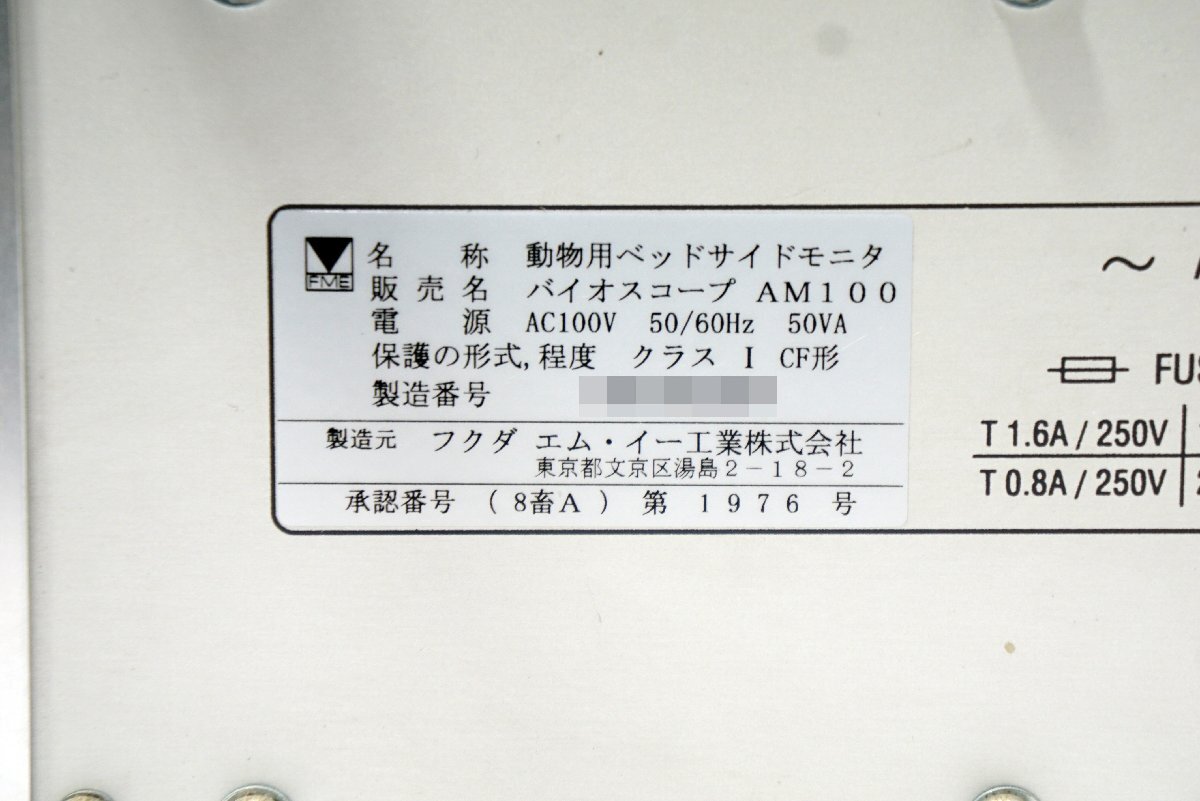 FME
名　　称　動物用ベッドサイドモニタ
販 売 名　バイオスコープ AM100
電　　源　AC100V　50/60Hz　50VA
保護の形式,程度　クラス I CF形
製造番号
製造元　フクダ エム・イー工業株式会社
東京都文京区湯島2-18-2
承認番号　( 8畜A ) 第 1976 号
～
FUS
T 1.6A / 250V
T 0.8A / 250V